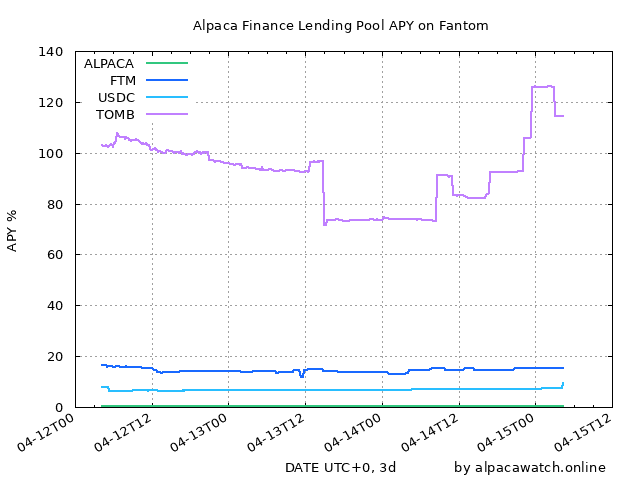 Alpaca Finance Lending Pool APY on Fantom
APY %
140
120
100
80
60
40
20
0
ALPACA
FTM
USDC
TOMB
04-12T00
04-12T12
04-13T00
04-13T12
04-14T00
04-14T12
04-15T00
04-15T12
DATE UTC+0, 3d
by alpacawatch.online